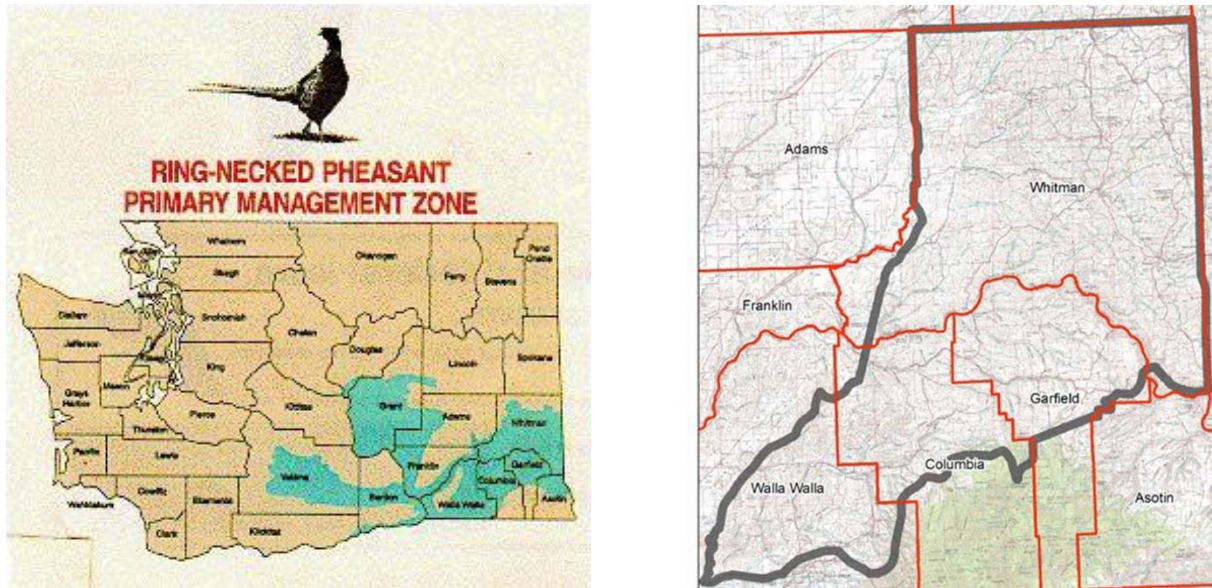 RING-NECKED PHEASANT
PRIMARY MANAGEMENT ZONE
Whatcom
Okanogan
Pend
Oreille
Ferry
Stevens
Skagit
Clallam
Snohomish
Chelan
Jefferson
Douglas
King
Lincoln
Spokane
Grays
Harbor
Mason
Grant
Kittitas
Pierce
Adams
Whitman
Thurston
Pacific
Lewis
Yakima
Franklin
Garfield
Columbia
Benton
Walla Walla
Asotin
Wahkiakum
Cowlitz
Skamania
Klickitat
Clark
Adams
Whitman
Franklin
Garfield
Columbia
Walla Walla
Asotin